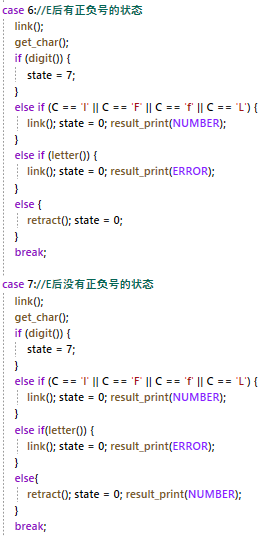 case 6://E后有正负号的状态
link();
get_char();
if (digit()) {
state = 7;
}
else if (C == 'l' || C == 'F' || C == 'f' || C == 'L') {
link(); state = 0; result_print(NUMBER);
}
else if (letter()) {
link(); state = 0; result_print(ERROR);
}
else {
retract(); state = 0;
}
break;
case 7://E后没有正负号的状态
link();
get_char();
if (digit()) {
state = 7;
}
else if (C == 'l' || C == 'F' || C == 'f' || C == 'L') {
link(); state = 0; result_print(NUMBER);
}
else if(letter()) {
link(); state = 0; result_print(ERROR);
}
else{
retract(); state = 0; result_print(NUMBER);
}
break;